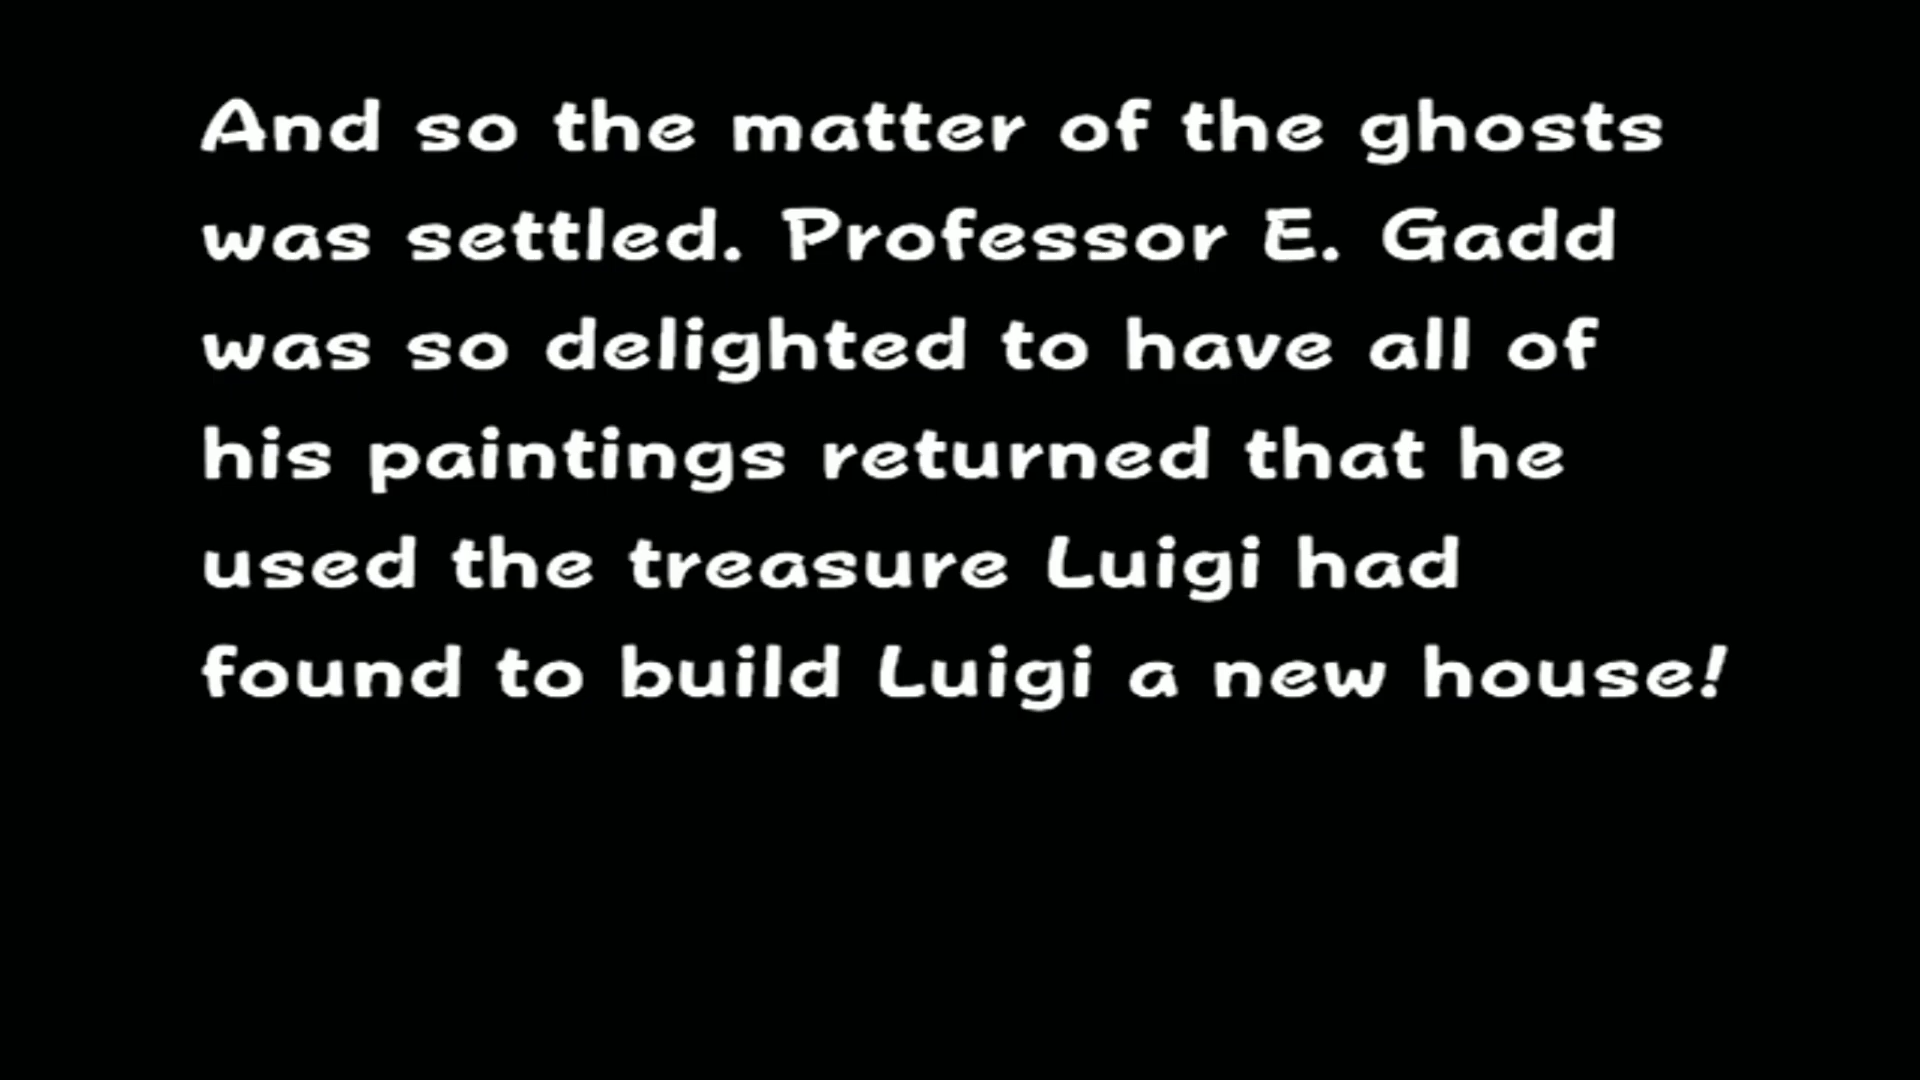 And so the matter of the ghosts
was settled. Professor E. Gadd
was so delighted to have all of
his paintings returned that he
used the treasure Luigi had
found to build Luigi a new house!